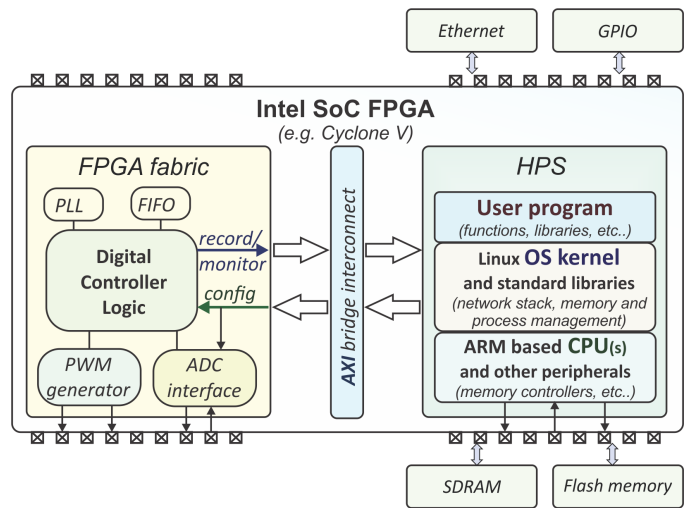 Ethernet
GPIO
Intel SoC FPGA
(e.g. Cyclone V)
FPGA fabric
PLL
FIFO
Digital
Controller
Logic
record/
monitor
config
PWM
generator
ADC
interface
AXI bridge interconnect
HPS
User program
(functions, libraries, etc..)
Linux OS kernel
and standard libraries
(network stack, memory and
process management)
ARM based CPU(s)
and other peripherals
(memory controllers, etc..)
SDRAM
Flash memory